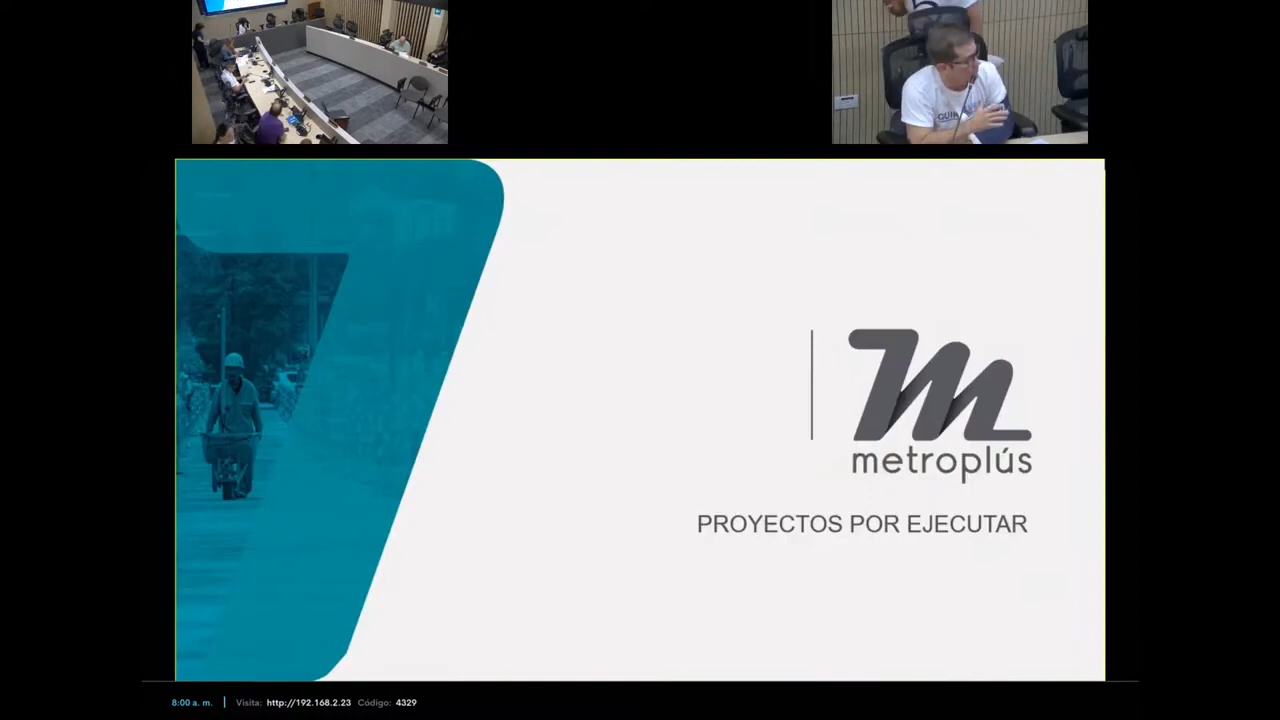 metroplús
PROYECTOS POR EJECUTAR
8:00 a. m. | Visita: http://192.168.2.23 Código: 4329